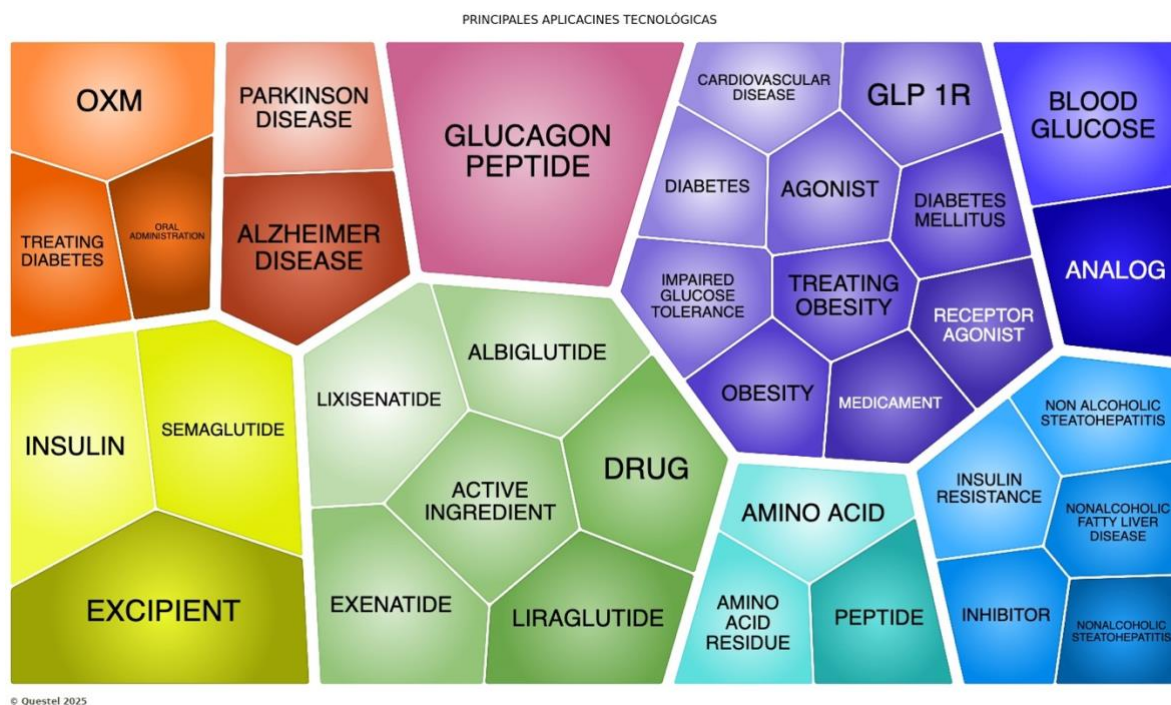 PRINCIPALES APLICACINES TECNOLÓGICAS
OXM
TREATING
DIABETES
ORAL
ADMINISTRATION
PARKINSON
DISEASE
ALZHEIMER
DISEASE
GLUCAGON
PEPTIDE
CARDIOVASCULAR
DISEASE
GLP 1R
DIABETES
AGONIST
DIABETES
MELLITUS
IMPAIRED
GLUCOSE
TOLERANCE
TREATING
OBESITY
RECEPTOR
AGONIST
OBESITY
MEDICAMENT
BLOOD
GLUCOSE
ANALOG
INSULIN
SEMAGLUTIDE
EXCIPIENT
LIXISENATIDE
ALBIGLUTIDE
ACTIVE
INGREDIENT
DRUG
EXENATIDE
LIRAGLUTIDE
AMINO ACID
AMINO
ACID
RESIDUE
PEPTIDE
NON ALCOHOLIC
STEATOHEPATITIS
INSULIN
RESISTANCE
NONALCOHOLIC
FATTY LIVER
DISEASE
INHIBITOR
NONALCOHOLIC
STEATOHEPATITIS
© Questel 2025